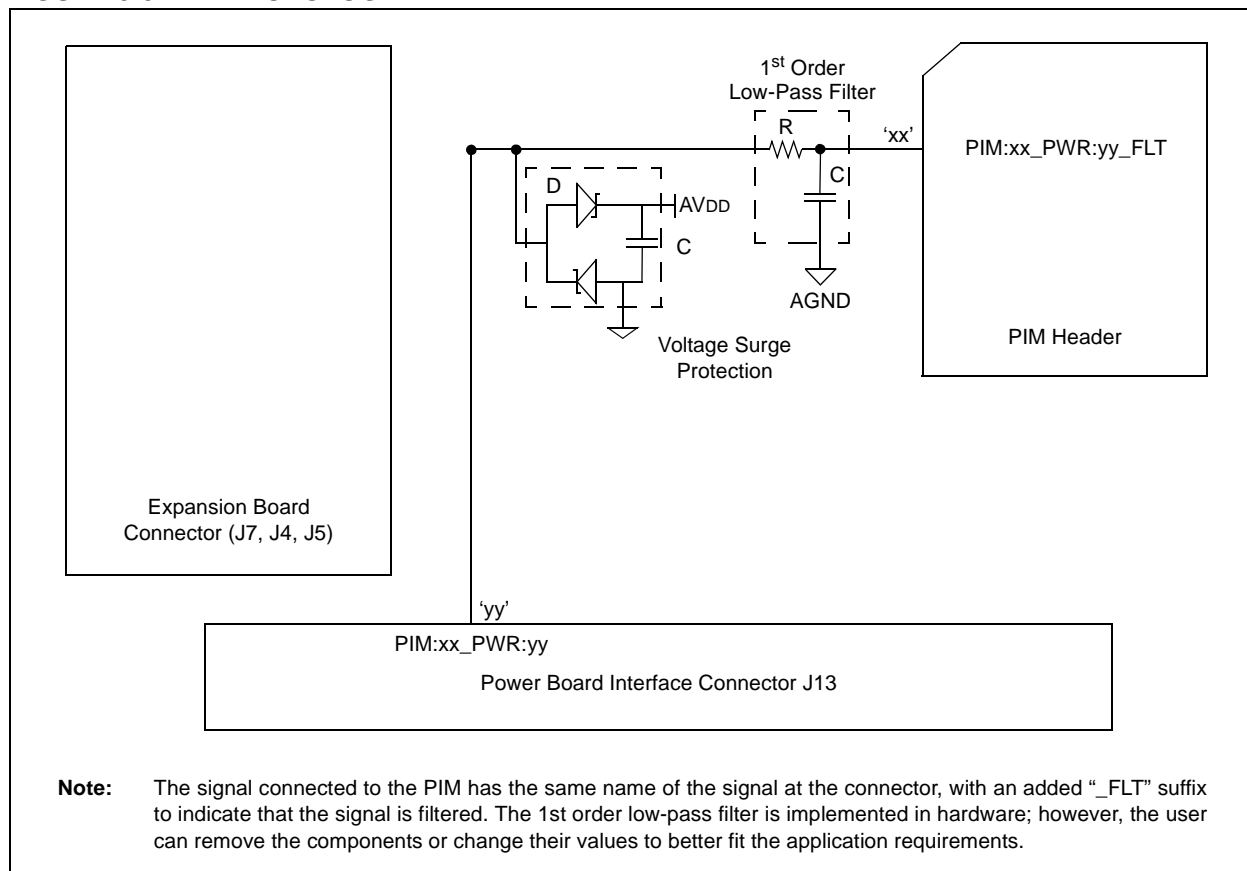 1st Order
Low-Pass Filter
R
‘xx’
PIM:xx_PWR:yy_FLT
C
D
AVDD
C
AGND
Voltage Surge
Protection
PIM Header
Expansion Board
Connector (J7, J4, J5)
‘yy’
PIM:xx_PWR:yy
Power Board Interface Connector J13
Note: The signal connected to the PIM has the same name of the signal at the connector, with an added “_FLT” suffix
to indicate that the signal is filtered. The 1st order low-pass filter is implemented in hardware; however, the user
can remove the components or change their values to better fit the application requirements.